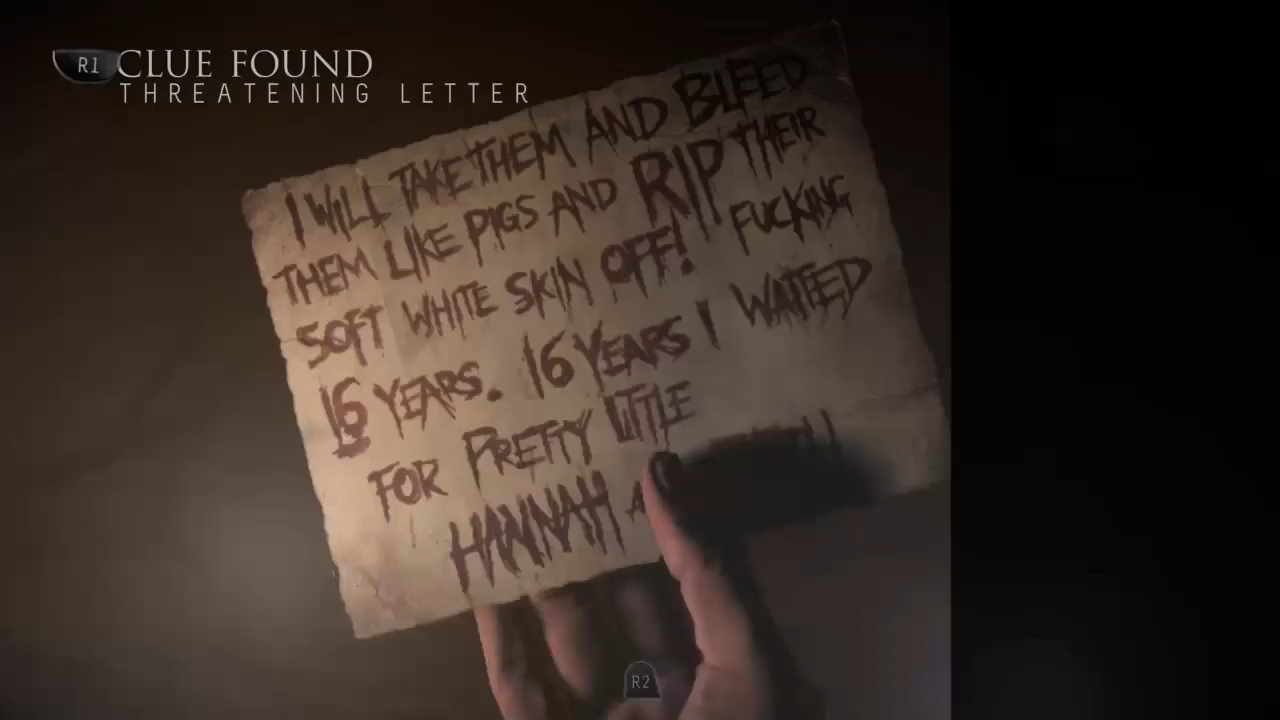 R1 CLUE FOUND
THREATENING LETTER
I WILL TAKE THEM AND BLEED
THEM LIKE PIGS AND RIP THEIR
SOFT WHITE SKIN OFF! FUCKING
16 YEARS. 16 YEARS I WAITED
FOR PRETTY LITTLE
HANNAH
R2